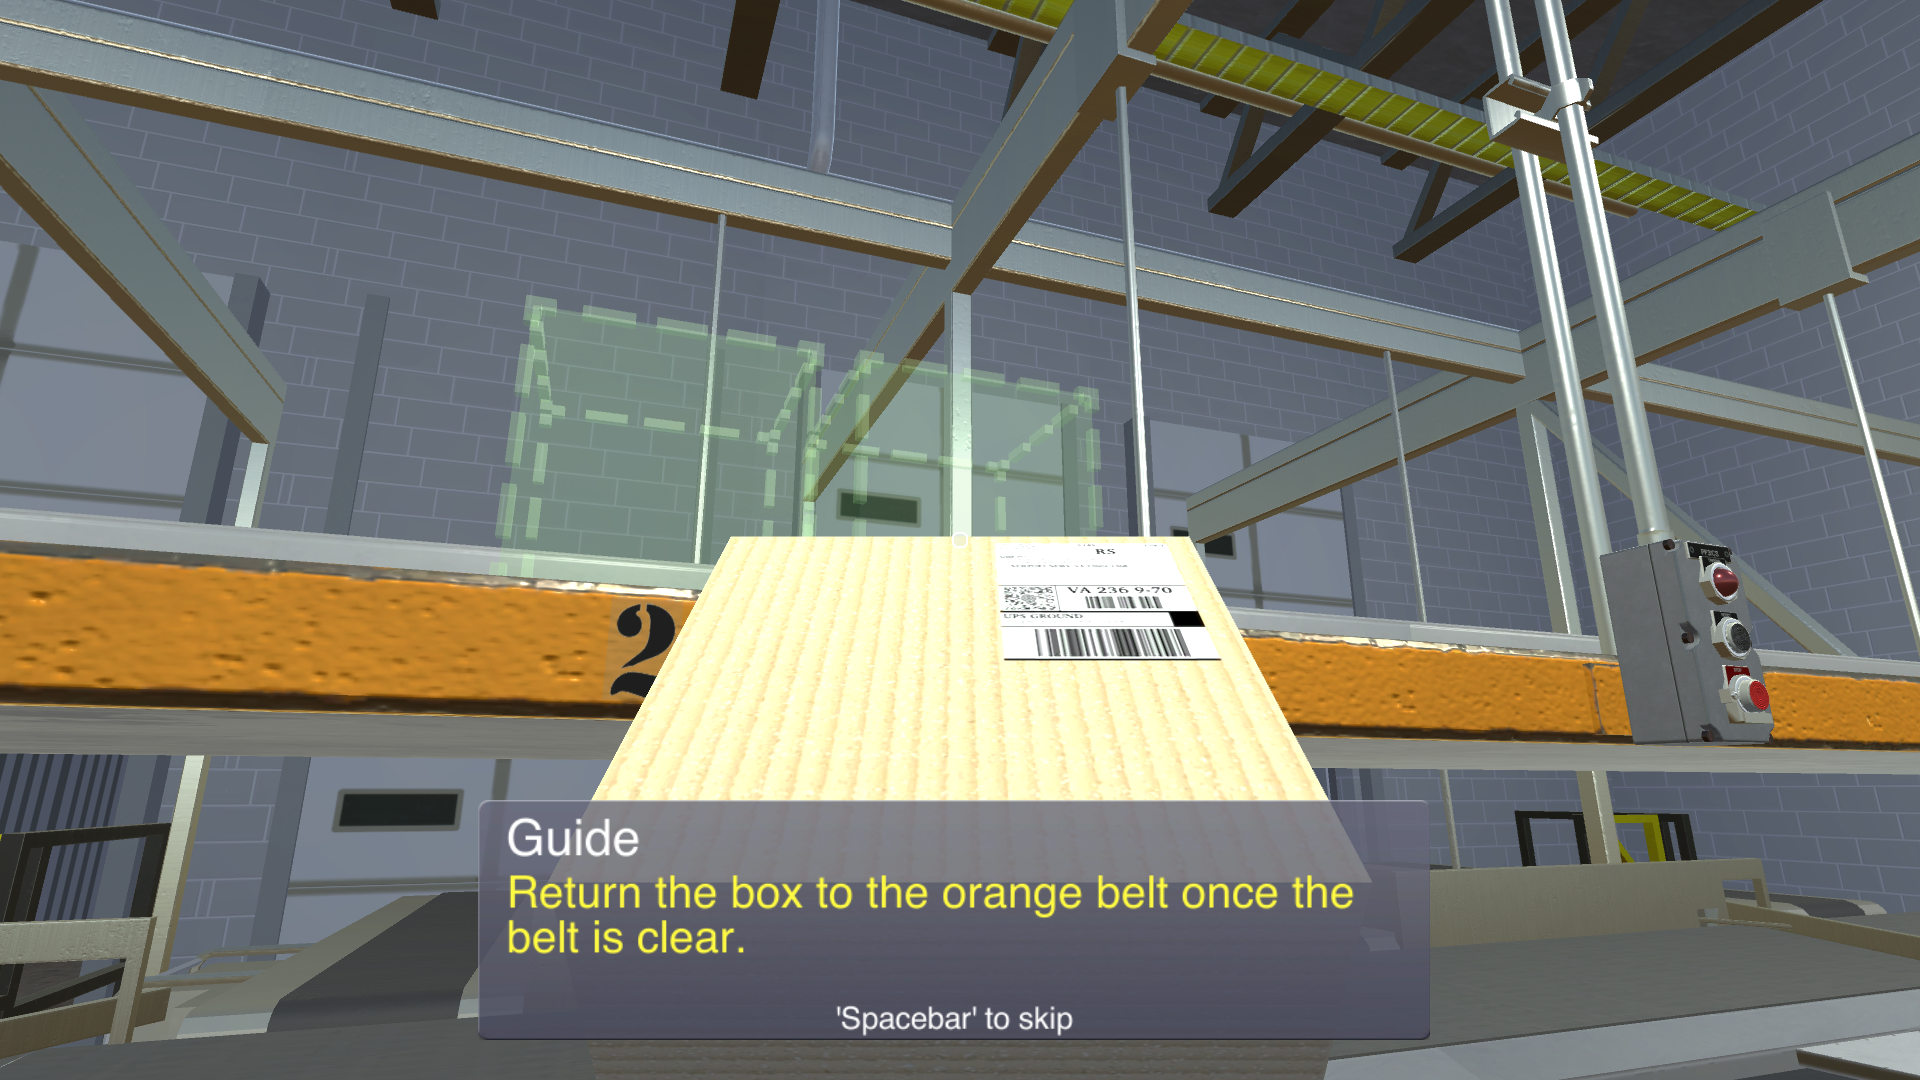 RS
VA 236 9-70
UPS GROUND
2
Guide
Return the box to the orange belt once the
belt is clear.
'Spacebar' to skip